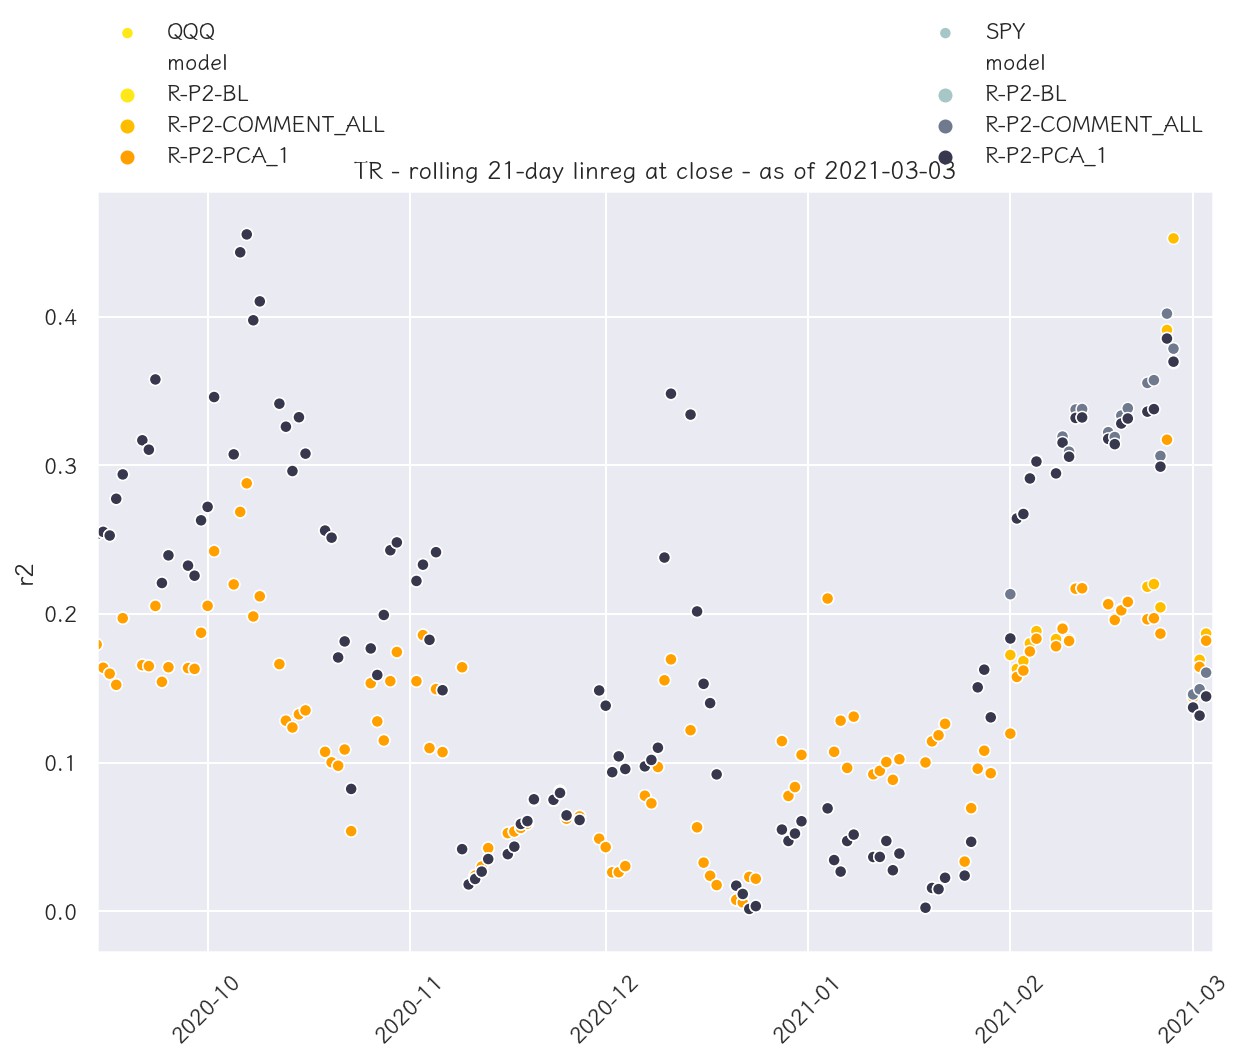 QQQ
model
R-P2-BL
R-P2-COMMENT_ALL
R-P2-PCA_1
SPY
model
R-P2-BL
R-P2-COMMENT_ALL
R-P2-PCA_1
TR - rolling 21-day linreg at close - as of 2021-03-03
0.4
0.3
r2
0.2
0.1
0.0
2020-10
2020-11
2020-12
2021-01
2021-02
2021-03